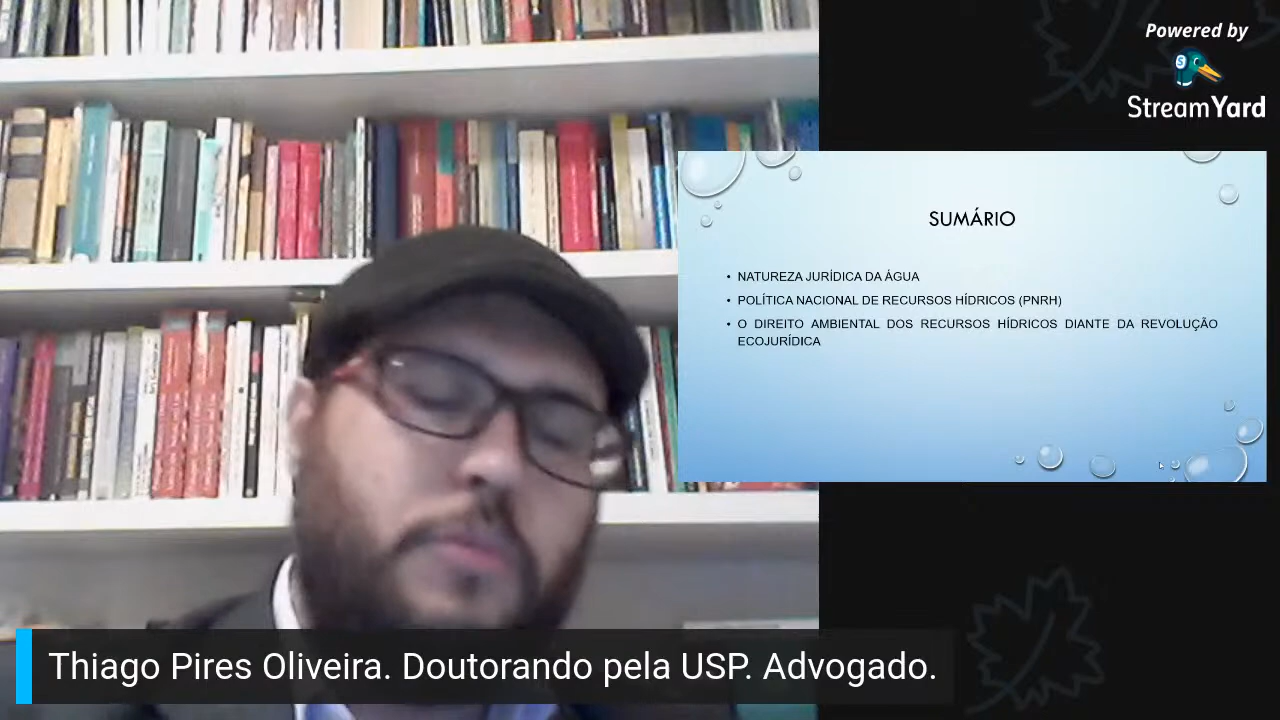 Powered by
StreamYard
SUMÁRIO
• NATUREZA JURÍDICA DA ÁGUA
• POLÍTICA NACIONAL DE RECURSOS HÍDRICOS (PNRH)
• O DIREITO AMBIENTAL DOS RECURSOS HÍDRICOS DIANTE DA REVOLUÇÃO
ECOJURÍDICA
Thiago Pires Oliveira. Doutorando pela USP. Advogado.